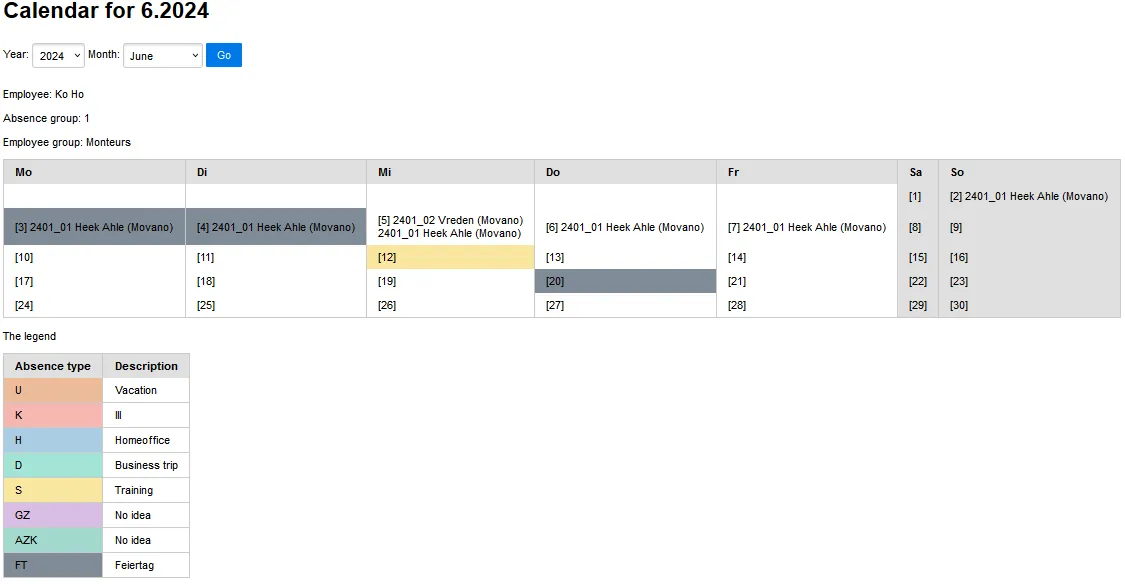 Calendar for 6.2024
Year: 2024 Month: June Go
Employee: Ko Ho
Absence group: 1
Employee group: Monteurs
Mo Di Mi Do Fr Sa So
[1] [2] 2401_01 Heek Ahle (Movano)
[3] 2401_01 Heek Ahle (Movano) [4] 2401_01 Heek Ahle (Movano) [5] 2401_02 Vreden (Movano)
2401_01 Heek Ahle (Movano) [6] 2401_01 Heek Ahle (Movano) [7] 2401_01 Heek Ahle (Movano) [8] [9]
[10] [11] [12] [13] [14] [15] [16]
[17] [18] [19] [20] [21] [22] [23]
[24] [25] [26] [27] [28] [29] [30]
The legend
Absence type Description
U Vacation
K Ill
H Homeoffice
D Business trip
S Training
GZ No idea
AZK No idea
FT Feiertag